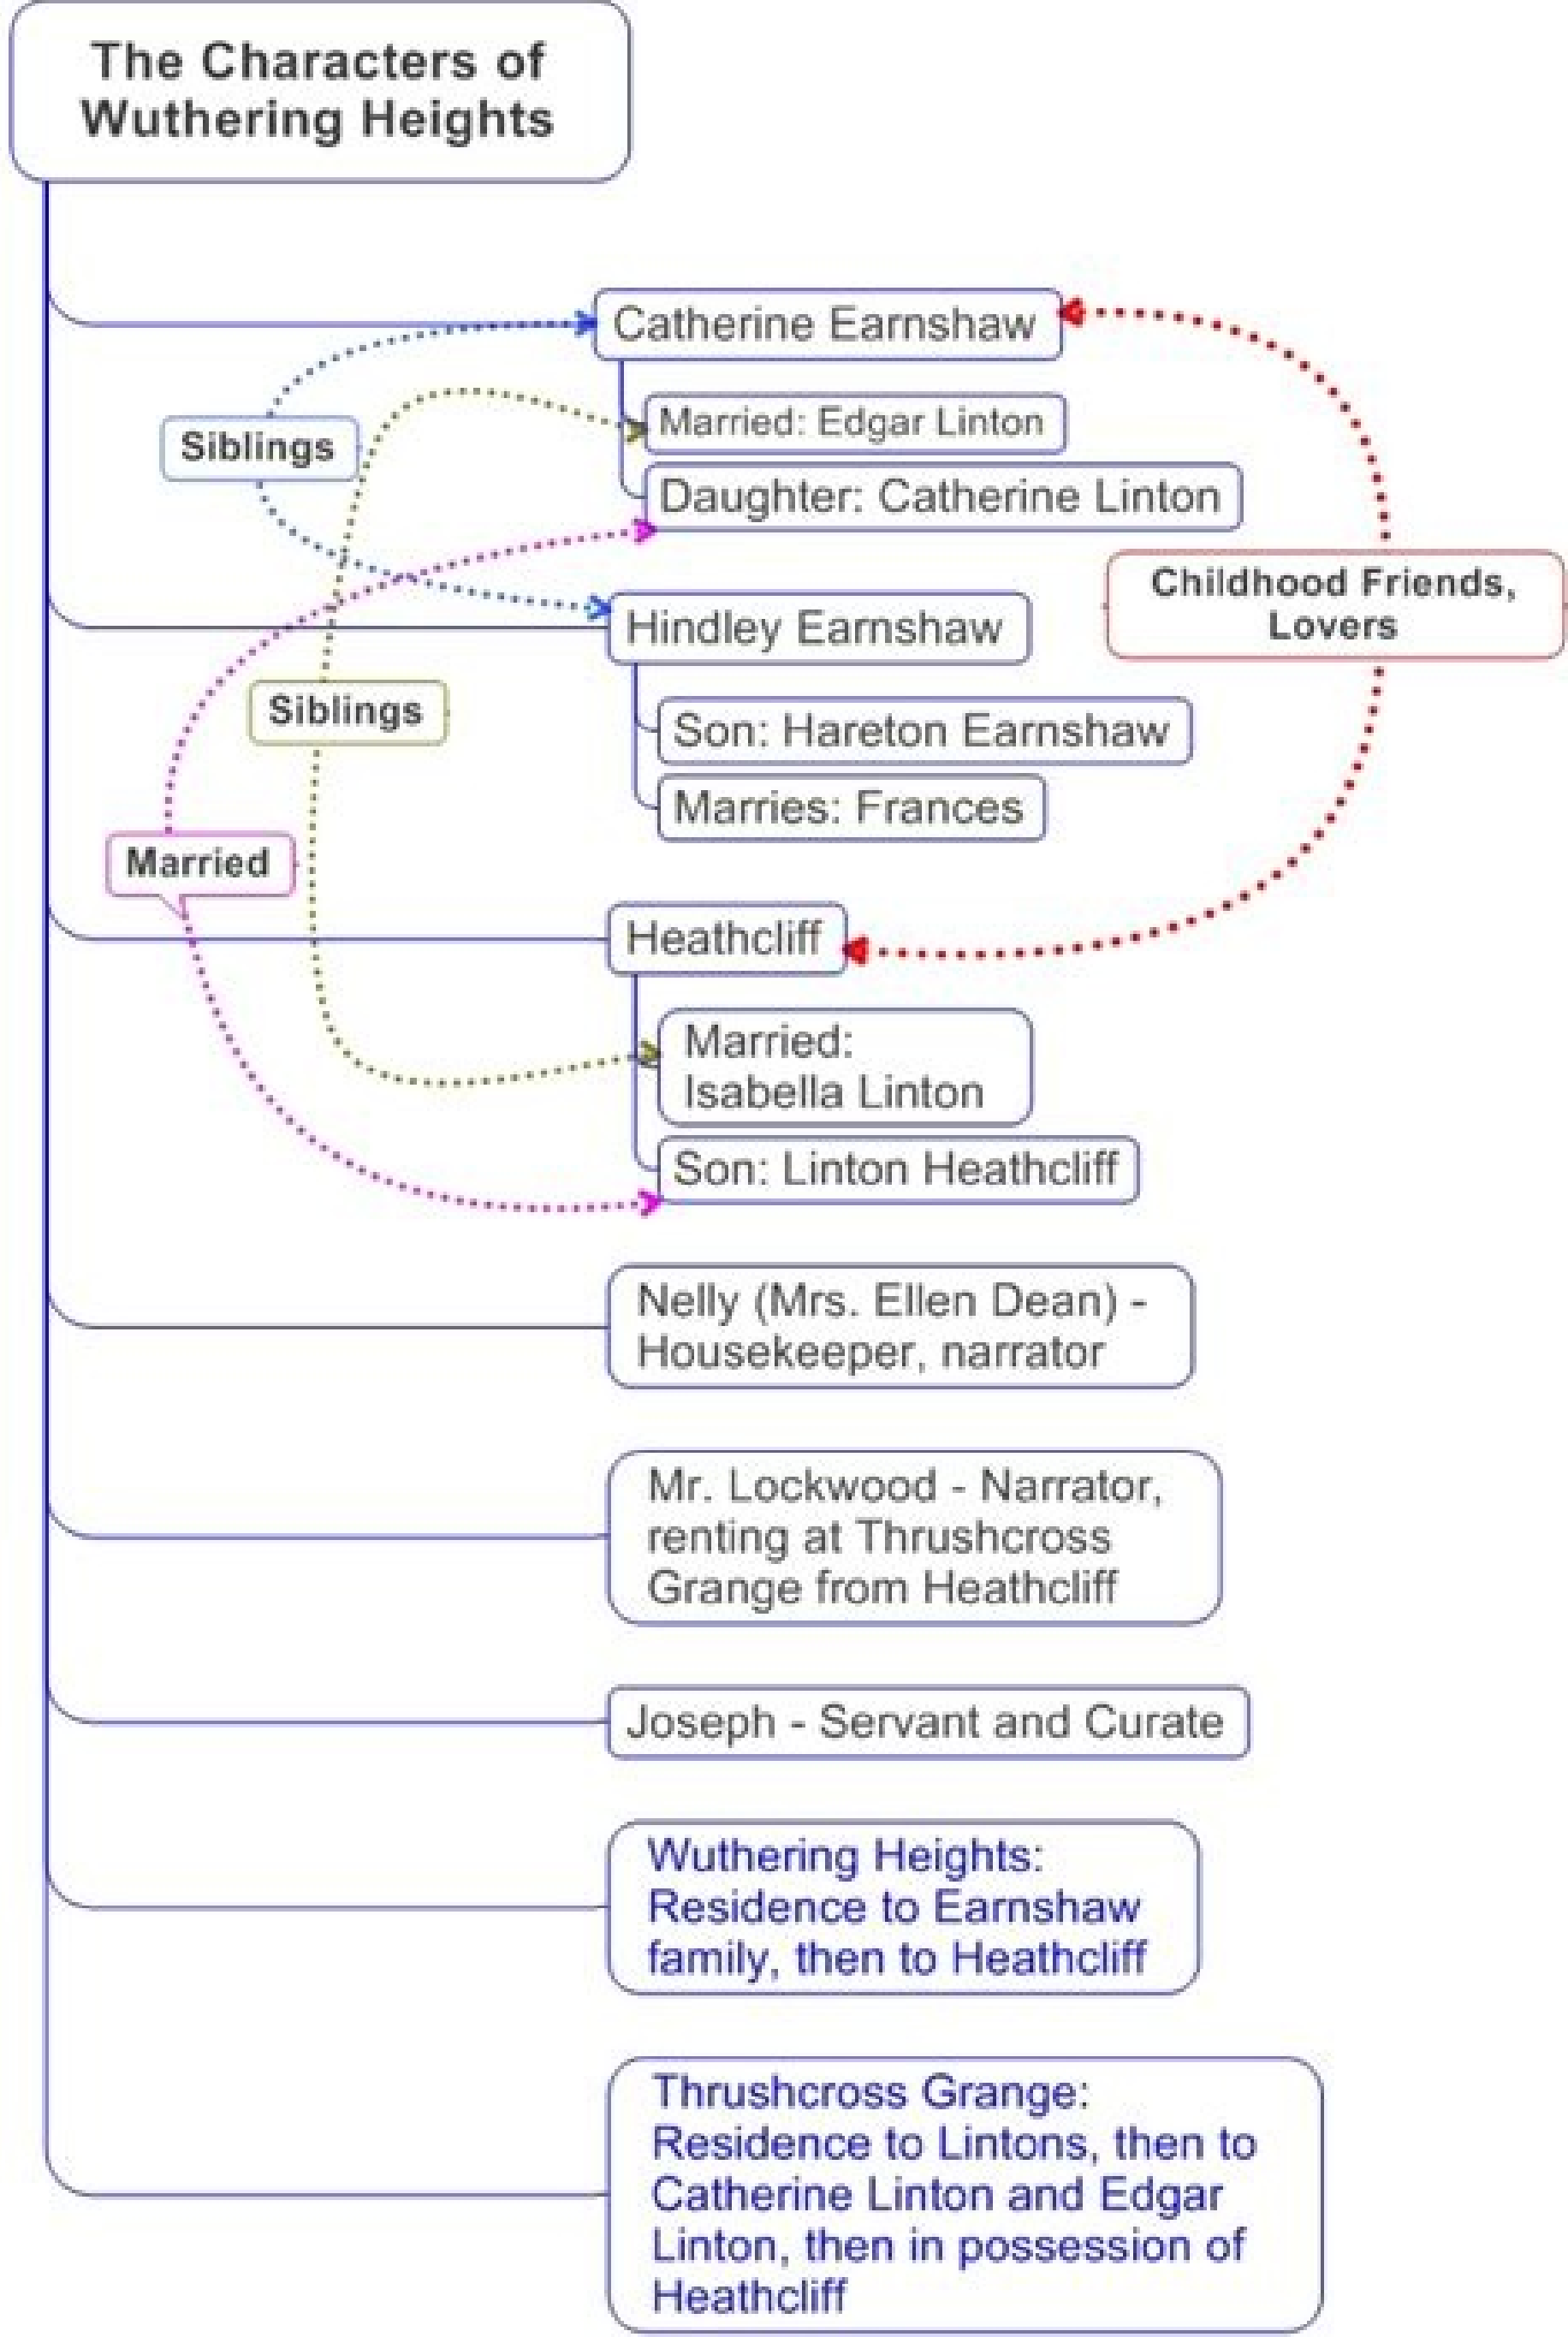 The Characters of
Wuthering Heights
Catherine Earnshaw
Married: Edgar Linton
Siblings
Daughter: Catherine Linton
Childhood Friends,
Lovers
Hindley Earnshaw
Siblings
Son: Hareton Earnshaw
Marries: Frances
Married
Heathcliff
Married:
Isabella Linton
Son: Linton Heathcliff
Nelly (Mrs. Ellen Dean) -
Housekeeper, narrator
Mr. Lockwood - Narrator,
renting at Thrushcross
Grange from Heathcliff
Joseph - Servant and Curate
Wuthering Heights:
Residence to Earnshaw
family, then to Heathcliff
Thrushcross Grange:
Residence to Lintons, then to
Catherine Linton and Edgar
Linton, then in possession of
Heathcliff